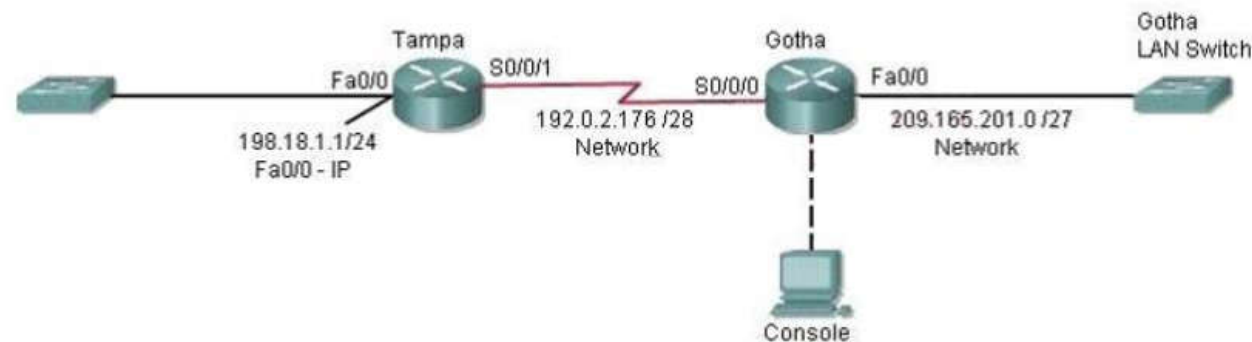 Tampa
Gotha
Gotha
LAN Switch
Fa0/0
S0/0/1
S0/0/0
Fa0/0
198.18.1.1/24
Fa0/0 - IP
192.0.2.176 /28
Network
209.165.201.0 /27
Network
Console